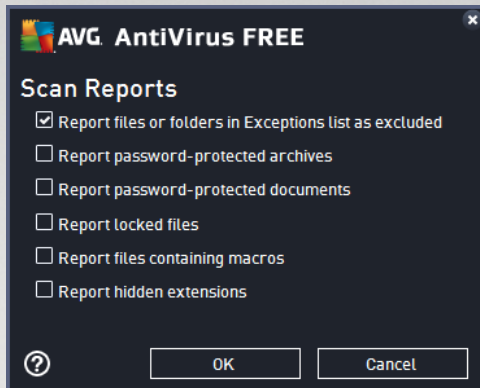 AVG. AntiVirus FREE
Scan Reports
Report files or folders in Exceptions list as excluded
Report password-protected archives
Report password-protected documents
Report locked files
Report files containing macros
Report hidden extensions
? OK Cancel